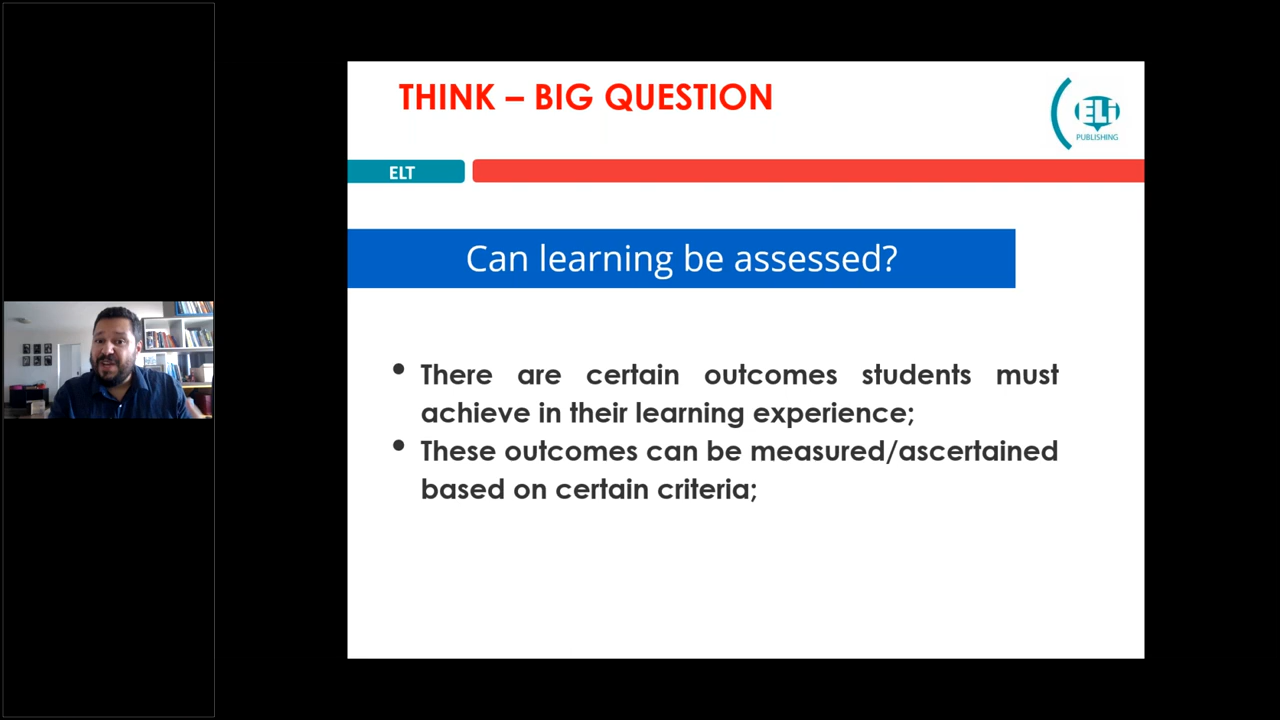 THINK – BIG QUESTION
ELi
PUBLISHING
ELT
Can learning be assessed?
• There are certain outcomes students must
achieve in their learning experience;
• These outcomes can be measured/ascertained
based on certain criteria;